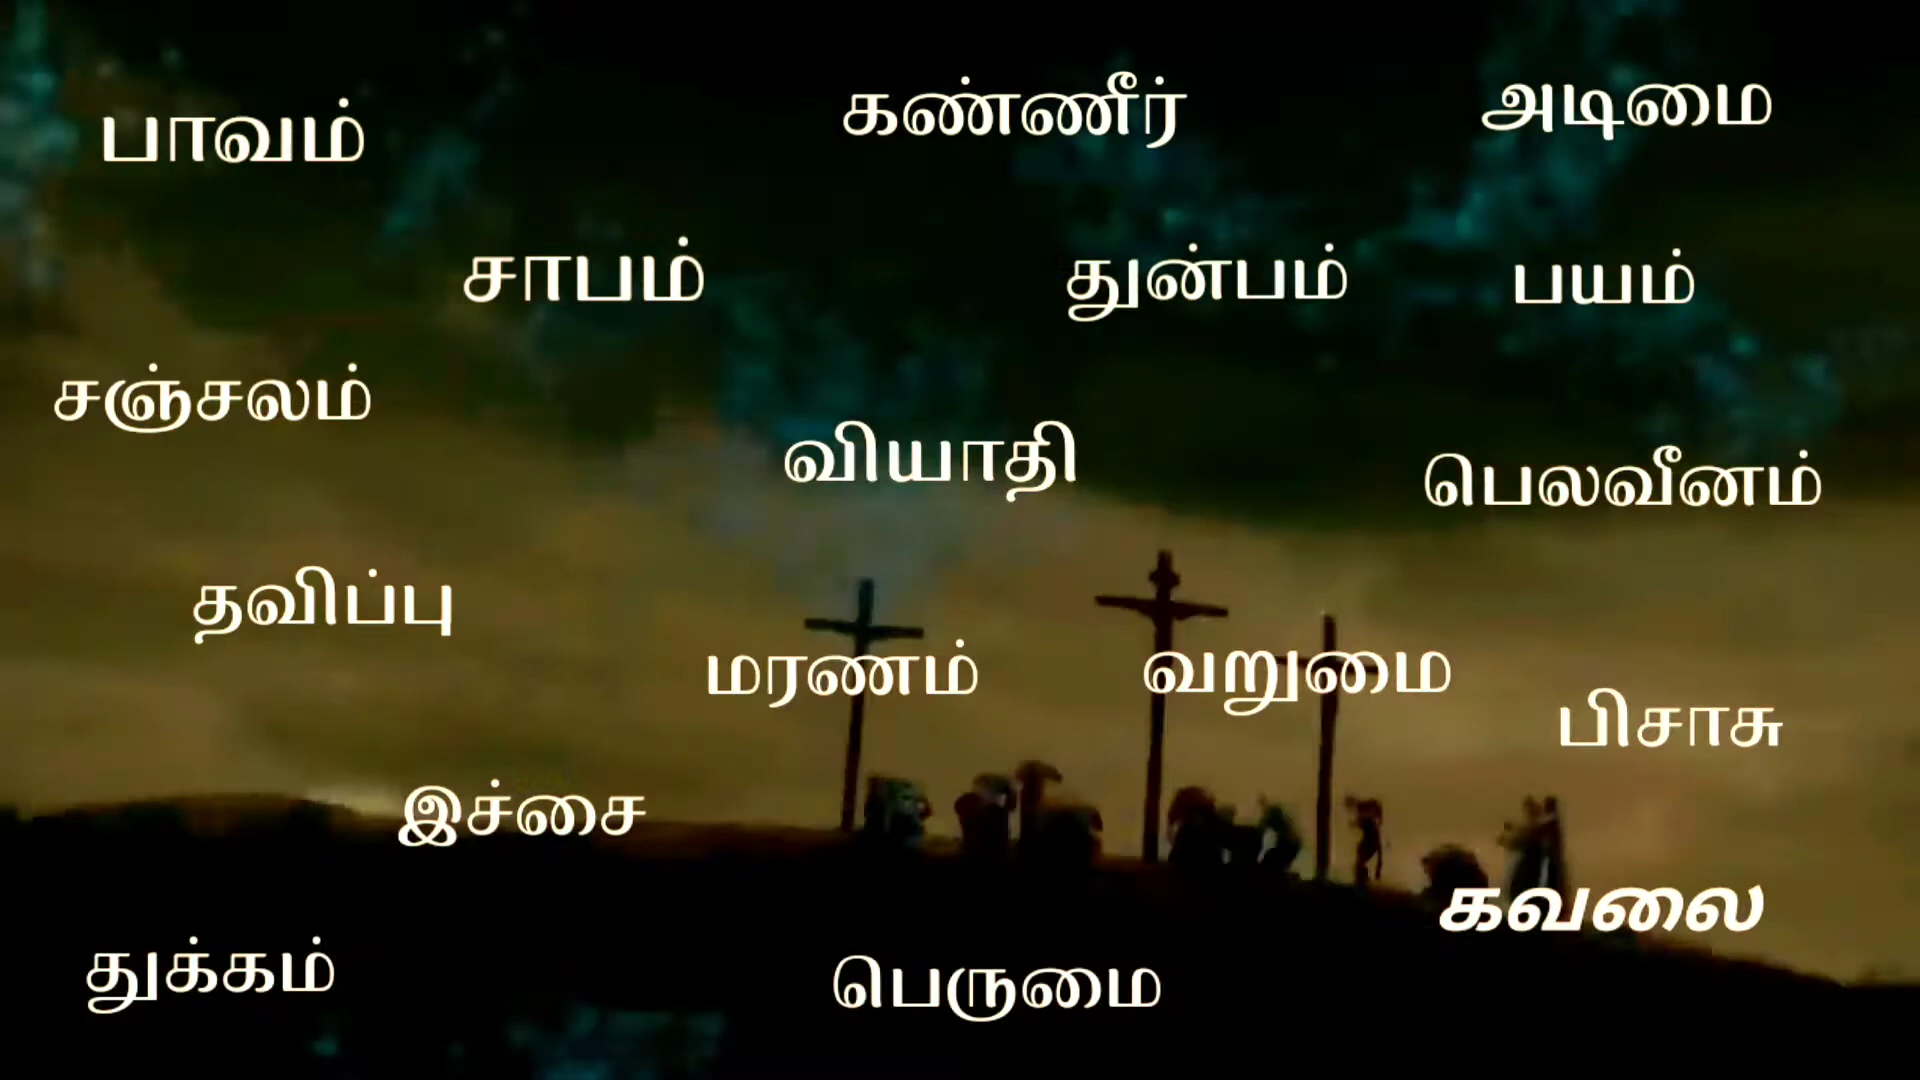 பாவம்
கண்ணீர்
அடிமை
சாபம்
துன்பம்
பயம்
சஞ்சலம்
வியாதி
பெலவீனம்
தவிப்பு
மரணம்
வறுமை
பிசாசு
இச்சை
கவலை
துக்கம்
பெருமை